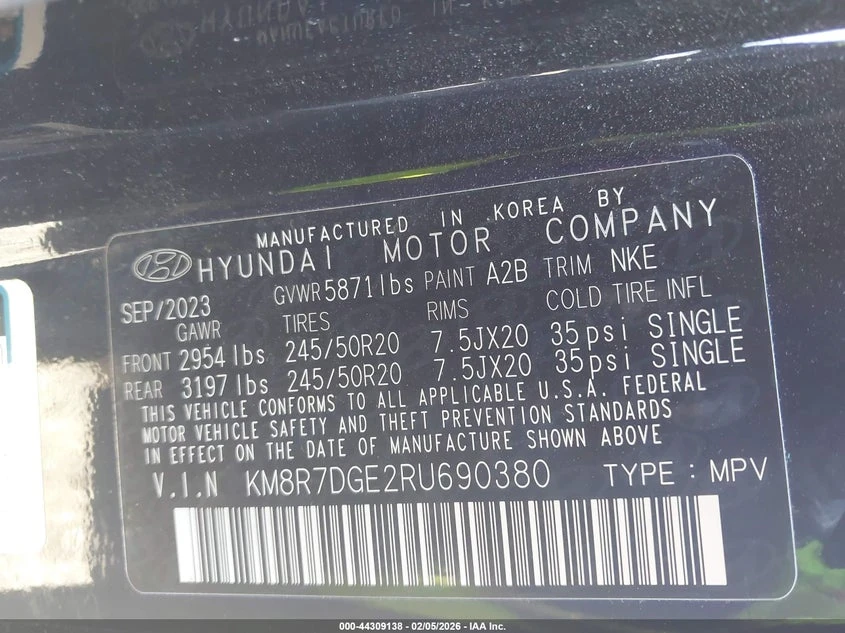 MANUFACTURED IN KOREA BY
HYUNDAI MOTOR COMPANY
SEP/2023 GVWR 5871 lbs PAINT A2B TRIM NKE
GAWR TIRES RIMS COLD TIRE INFL
FRONT 2954 lbs 245/50R20 7.5JX20 35psi SINGLE
REAR 3197 lbs 245/50R20 7.5JX20 35psi SINGLE
THIS VEHICLE CONFORMS TO ALL APPLICABLE U.S.A. FEDERAL
MOTOR VEHICLE SAFETY AND THEFT PREVENTION STANDARDS
IN EFFECT ON THE DATE OF MANUFACTURE SHOWN ABOVE
V.I.N KM8R7DGE2RU690380 TYPE : MPV
000-44309138 - 02/05/2026 - IAA Inc.